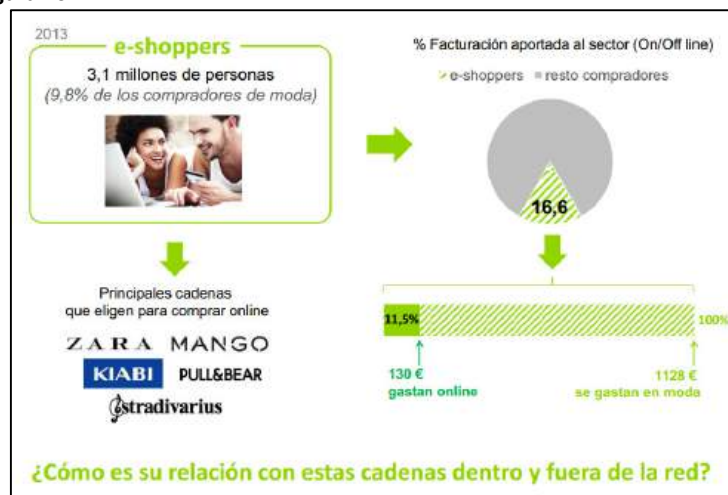 2013
e-shoppers
3,1 millones de personas
(9,8% de los compradores de moda)
% Facturación aportada al sector (On/Off line)
e-shoppers resto compradores
16,6
Principales cadenas
que eligen para comprar online
ZARA MANGO
KIABI PULL&BEAR
stradivarius
11,5% 100%
130 €
gastan online
1128 €
se gastan en moda
¿Cómo es su relación con estas cadenas dentro y fuera de la red?